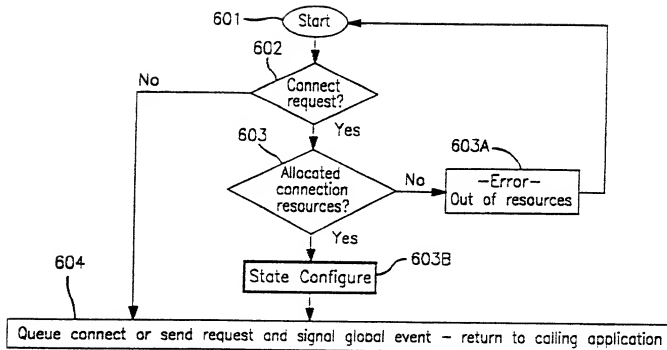 601
Start
602
No
Connect
request?
Yes
603
603A
Allocated
connection
resources?
No
-Error-
Out of resources
Yes
State Configure
603B
604
Queue connect or send request and signal global event - return to calling application